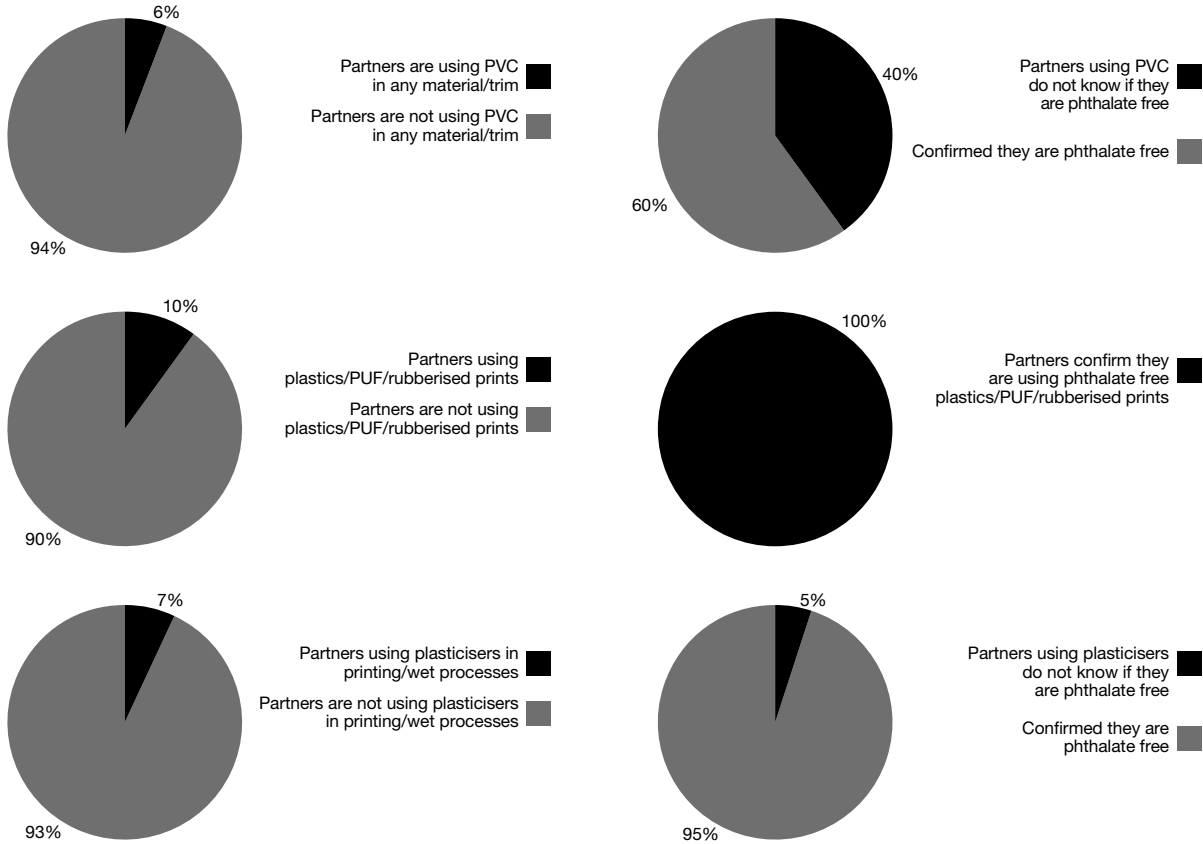 6%
Partners are using PVC
in any material/trim
Partners are not using PVC
in any material/trim
94%
40%
Partners using PVC
do not know if they
are phthalate free
Confirmed they are phthalate free
60%
10%
Partners using
plastics/PUF/rubberised prints
Partners are not using
plastics/PUF/rubberised prints
90%
100%
Partners confirm they
are using phthalate free
plastics/PUF/rubberised prints
7%
Partners using plasticisers in
printing/wet processes
Partners are not using plasticisers
in printing/wet processes
93%
5%
Partners using plasticisers
do not know if they
are phthalate free
Confirmed they are
phthalate free
95%